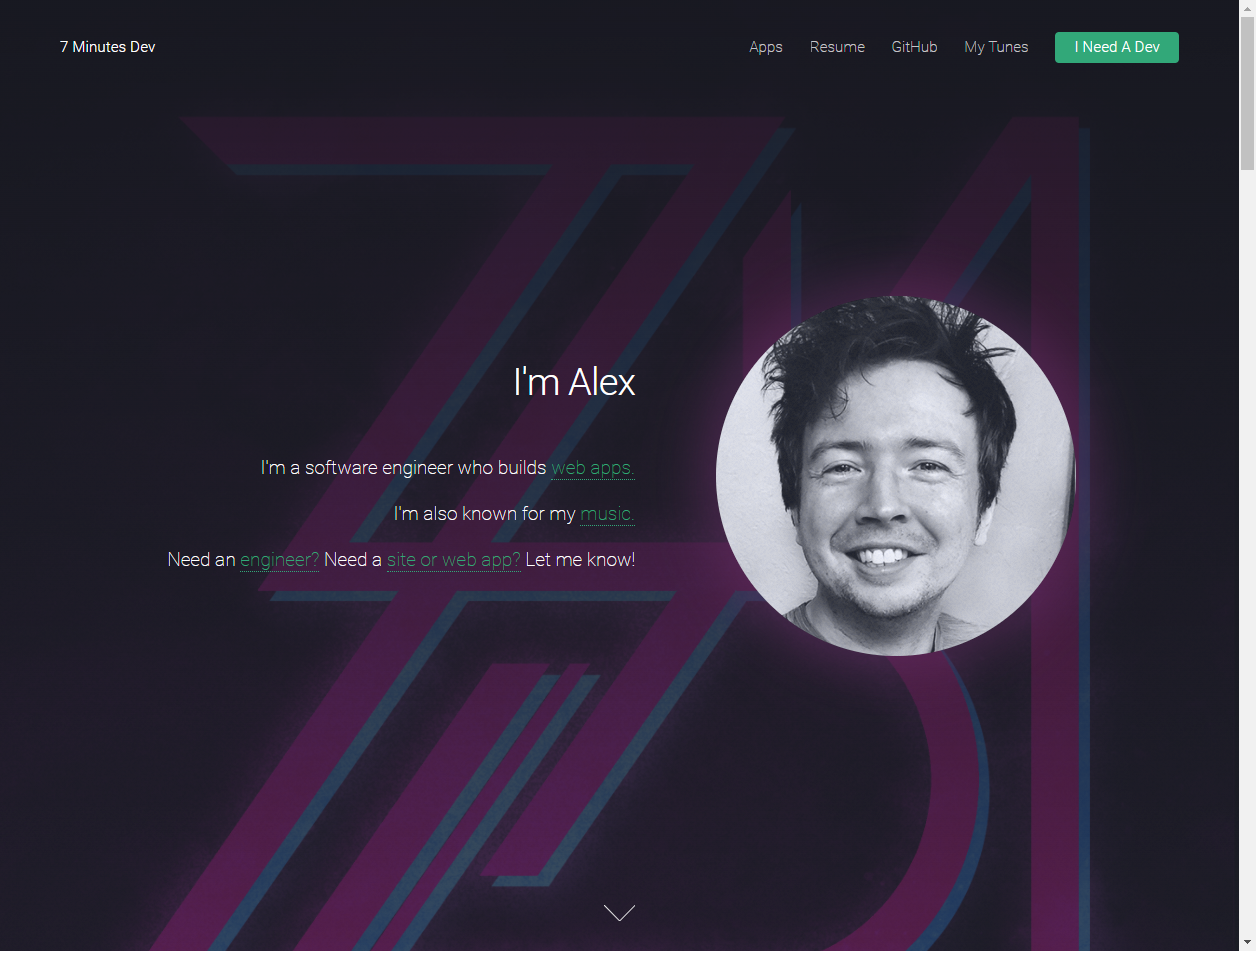 7 Minutes Dev
Apps
Resume
GitHub
My Tunes
I Need A Dev
I'm Alex
I'm a software engineer who builds web apps.
I'm also known for my music.
Need an engineer? Need a site or web app? Let me know!